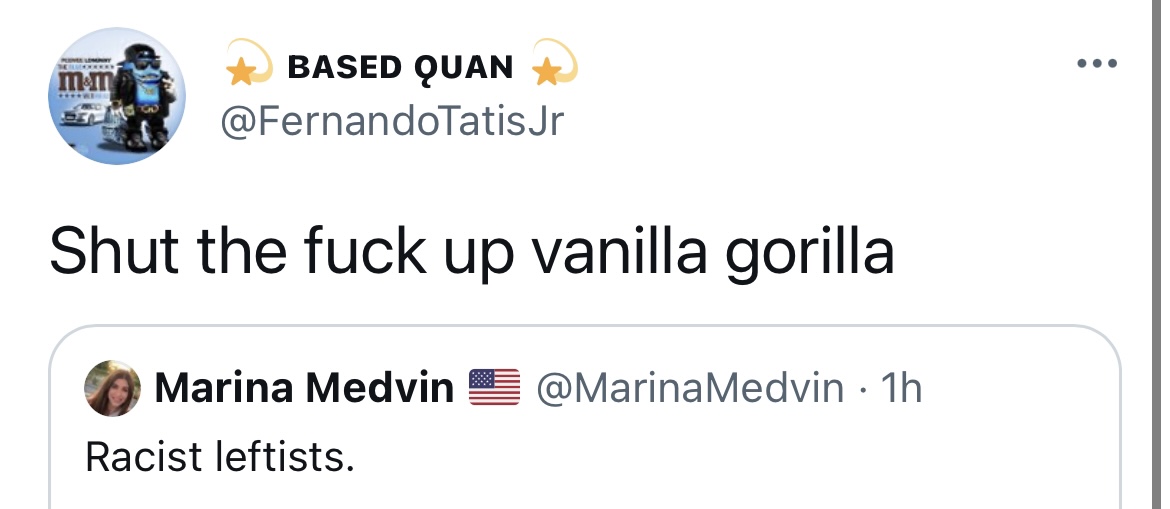 💫 BASED QUAN 💫
@FernandoTatisJr
Shut the fuck up vanilla gorilla
Marina Medvin 🇺🇸 @MarinaMedvin · 1h
Racist leftists.
m&m